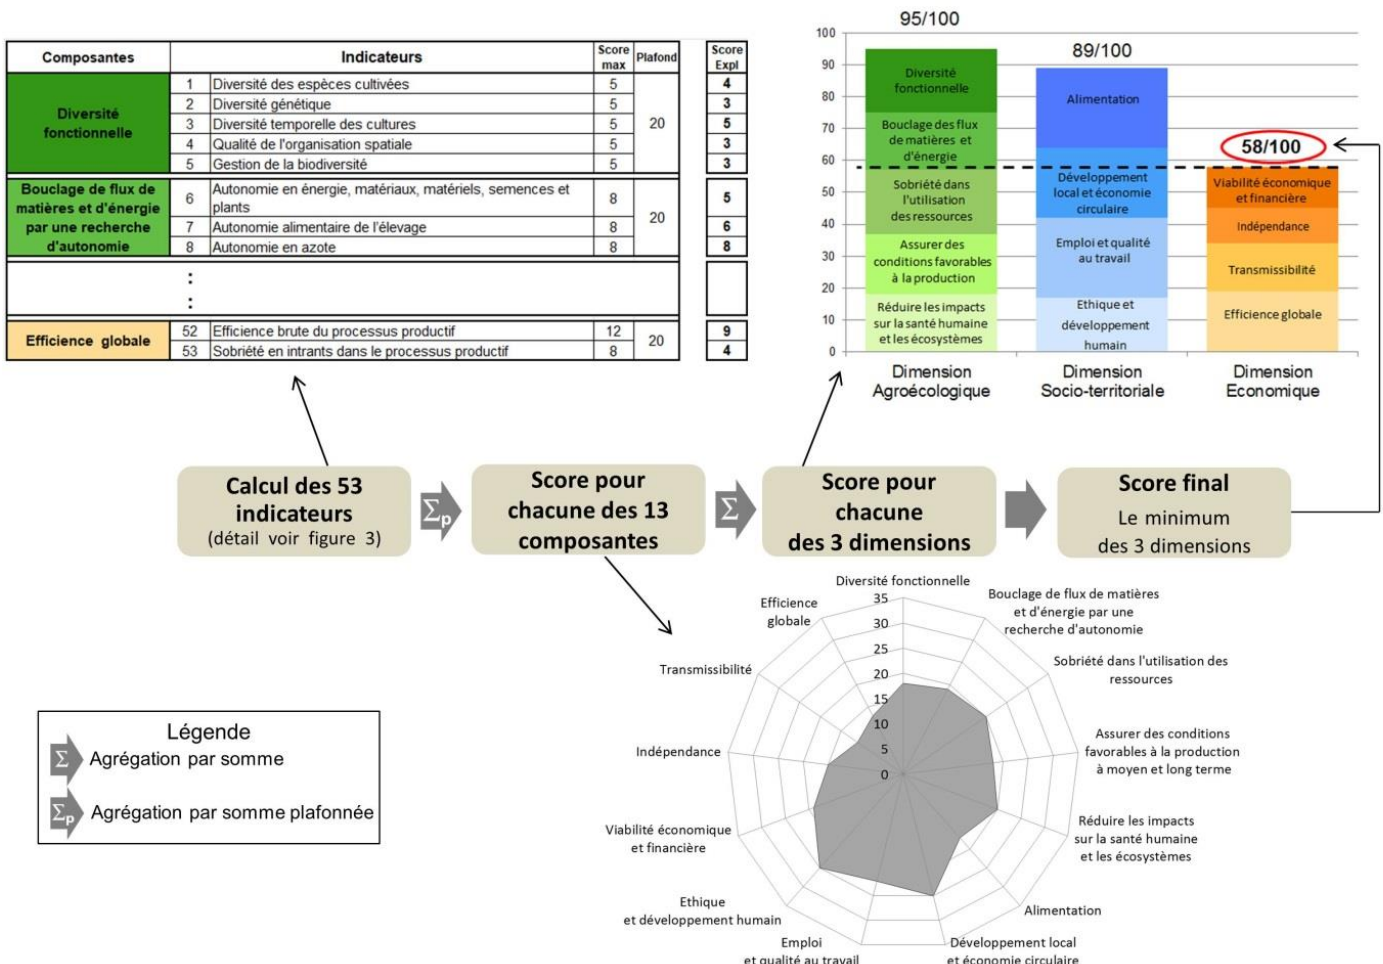 Composantes Indicateurs Score max Plafond Score Expl
Diversité fonctionnelle
1 Diversité des espèces cultivées 5 4
2 Diversité génétique 5 3
3 Diversité temporelle des cultures 5 20 5
4 Qualité de l'organisation spatiale 5 3
5 Gestion de la biodiversité 5 3
Bouclage de flux de
matières et d'énergie
par une recherche
d'autonomie
6 Autonomie en énergie, matériaux, matériels, semences et
plants 8 5
7 Autonomie alimentaire de l'élevage 8 20 6
8 Autonomie en azote 8 8
:
:
Efficience globale
52 Efficience brute du processus productif 12 20 9
53 Sobriété en intrants dans le processus productif 8 4
95/100
89/100
58/100
100
90
80
70
60
50
40
30
20
10
0
Diversité
fonctionnelle
Bouclage des flux
de matières et
d'énergie
Sobriété dans
l'utilisation
des ressources
Assurer des
conditions favorables
à la production
Réduire les impacts
sur la santé humaine
et les écosystèmes
Alimentation
Développement
local et économie
circulaire
Emploi et qualité
au travail
Ethique et
développement
humain
Viabilité économique
et financière
Indépendance
Transmissibilité
Efficience globale
Dimension
Agroécologique
Dimension
Socio-territoriale
Dimension
Economique
Calcul des 53
indicateurs
(détail voir figure 3)
Σp
Score pour
chacune des 13
composantes
Σ
Score pour
chacune
des 3 dimensions
Score final
Le minimum
des 3 dimensions
Légende
Σ Agrégation par somme
Σp Agrégation par somme plafonnée
Diversité fonctionnelle
Bouclage de flux de matières
et d'énergie par une
recherche d'autonomie
Sobriété dans l'utilisation des
ressources
Assurer des conditions
favorables à la production
à moyen et long terme
Réduire les impacts
sur la santé humaine
et les écosystèmes
Alimentation
Développement local
et économie circulaire
Emploi
et qualité au travail
Ethique
et développement humain
Viabilité économique
et financière
Indépendance
Transmissibilité
Efficience
globale
35
30
25
20
15
10
5
0